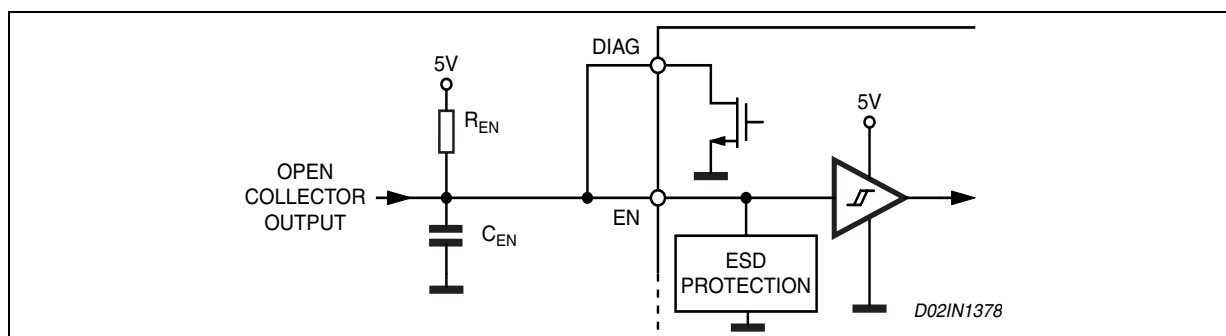 DIAG
5V
5V
R_EN
OPEN
COLLECTOR
OUTPUT
EN
C_EN
ESD
PROTECTION
D02IN1378